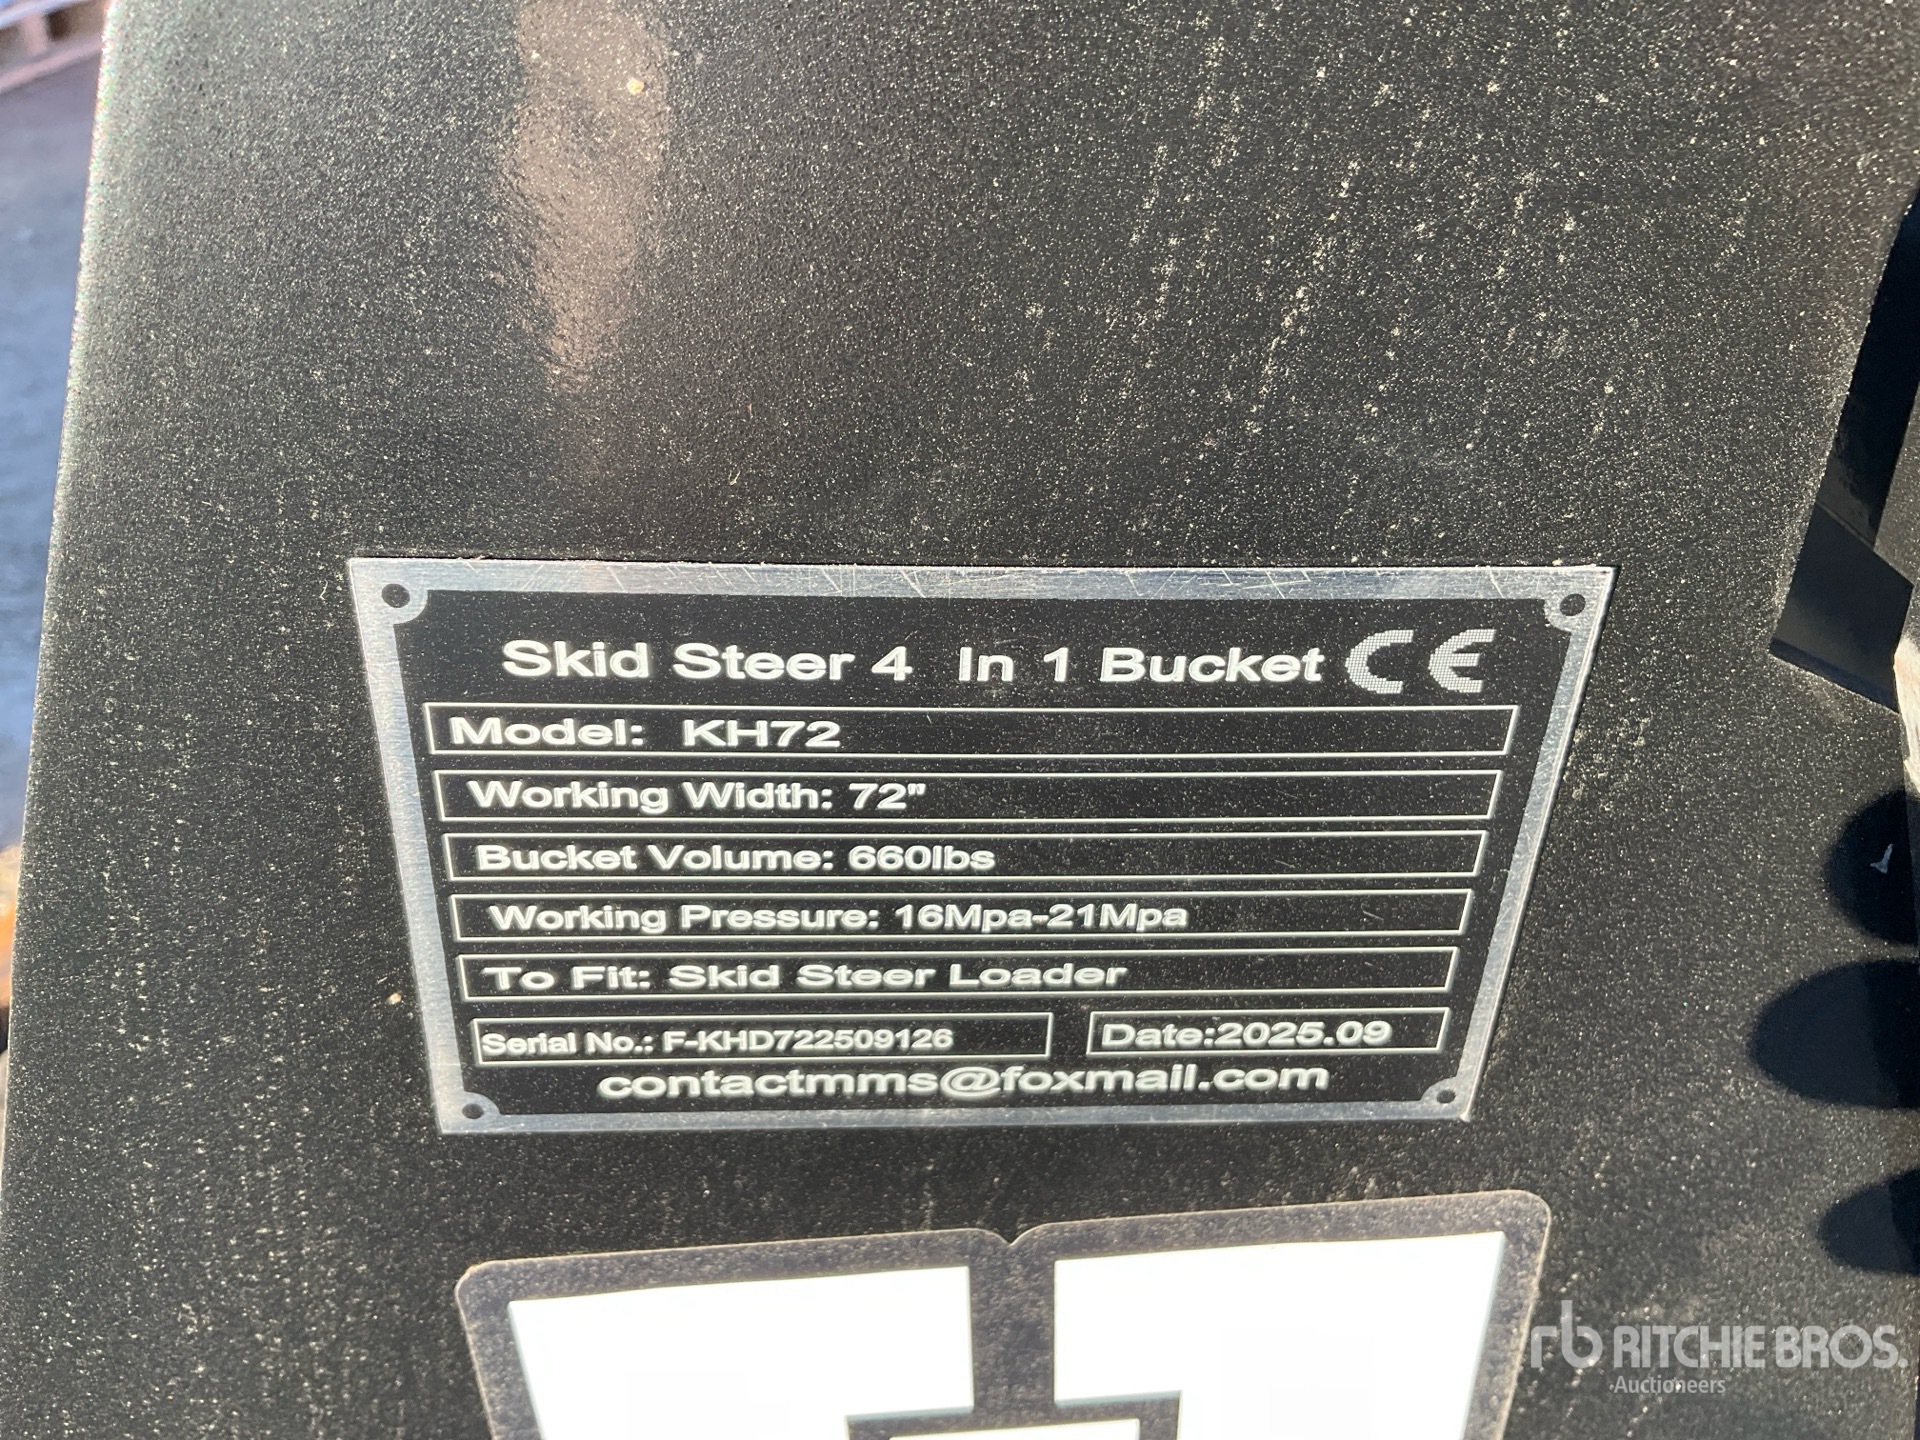 Skid Steer 4 In 1 Bucket CE
Model: KH72
Working Width: 72"
Bucket Volume: 660lbs
Working Pressure: 16Mpa-21Mpa
To Fit: Skid Steer Loader
Serial No.: F-KHD722509126 Date:2025.09
contactmms@foxmail.com
rb RITCHIE BROS.
Auctioneers